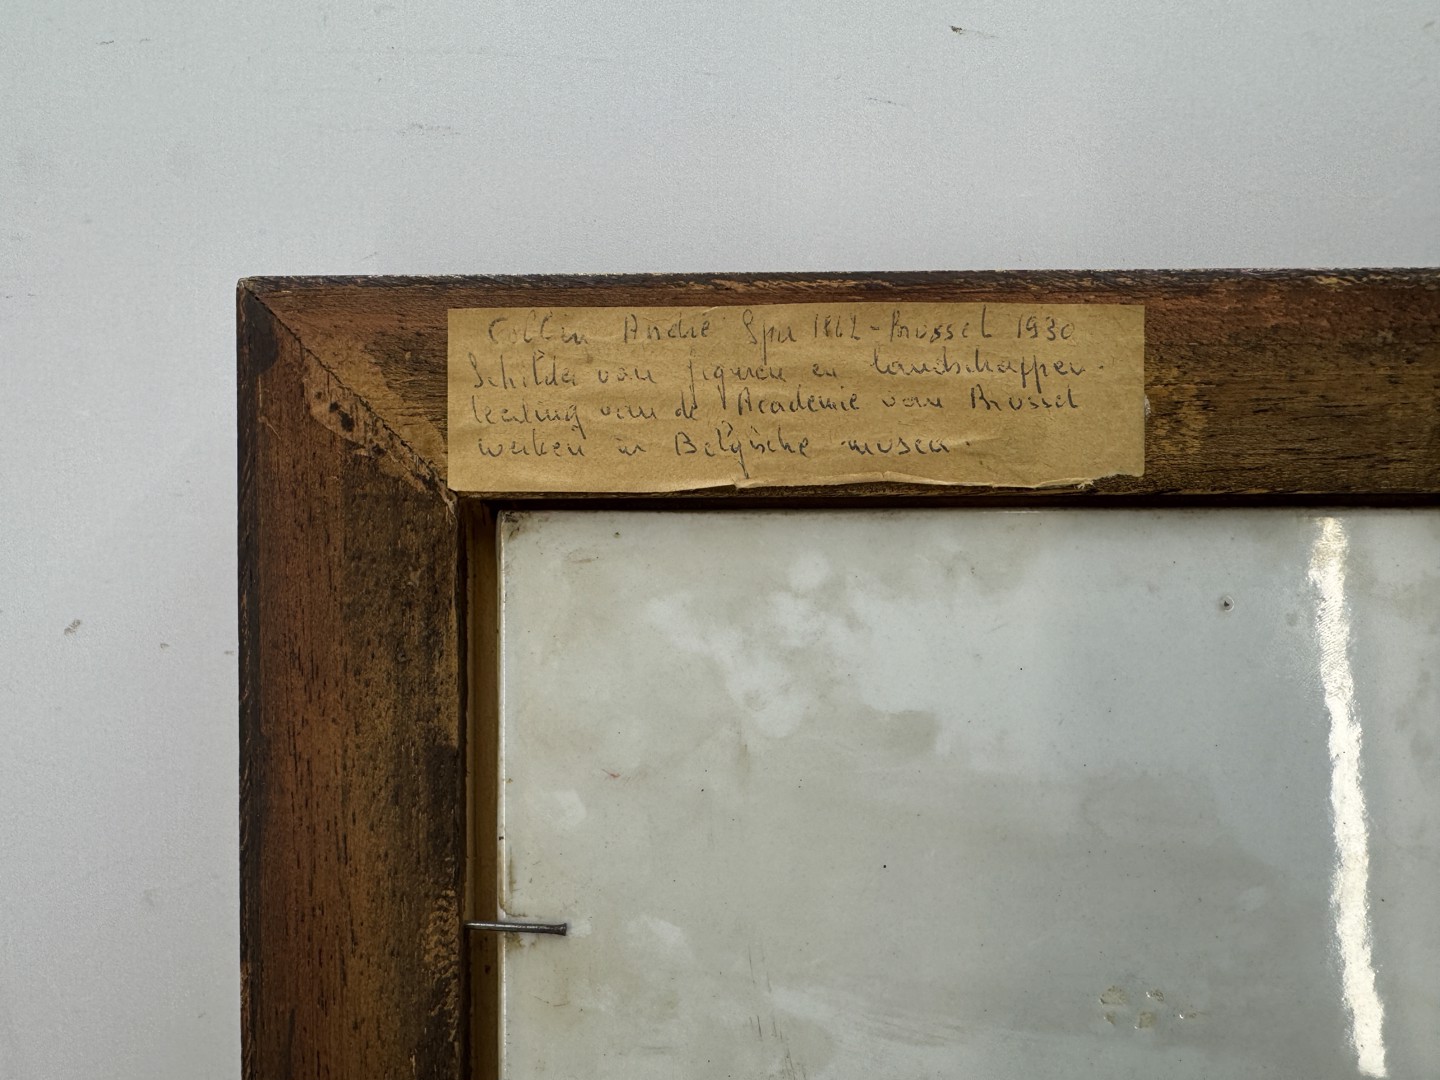 Collin André Spa 1862 - Brussel 1930
Schilder van figuren en landschappen.
leerling van de Academie van Brussel
werken in Belgische musea.